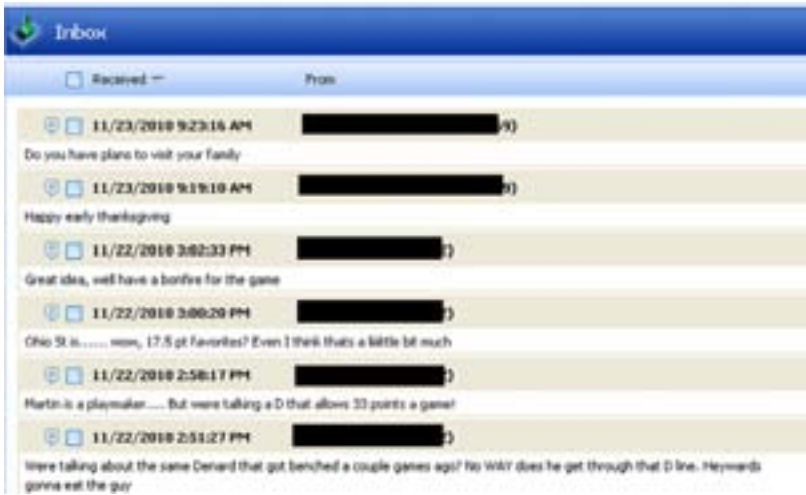 Inbox
Received From
11/23/2010 9:23:16 AM 9)
Do you have plans to visit your family
11/23/2010 9:19:10 AM 9)
Happy early thanksgiving
11/22/2010 3:02:33 PM )
Great idea, well have a bonfire for the game
11/22/2010 3:00:20 PM )
Ohio St is....... wow, 17.5 pt favorites? Even I think thats a little bit much
11/22/2010 2:58:17 PM )
Martin is a playmaker..... But were talking a D that allows 33 points a game!
11/22/2010 2:51:27 PM )
Were talking about the same Denard that got benched a couple games ago? No WAY does he get through that D line. Heywards
gonna eat the guy